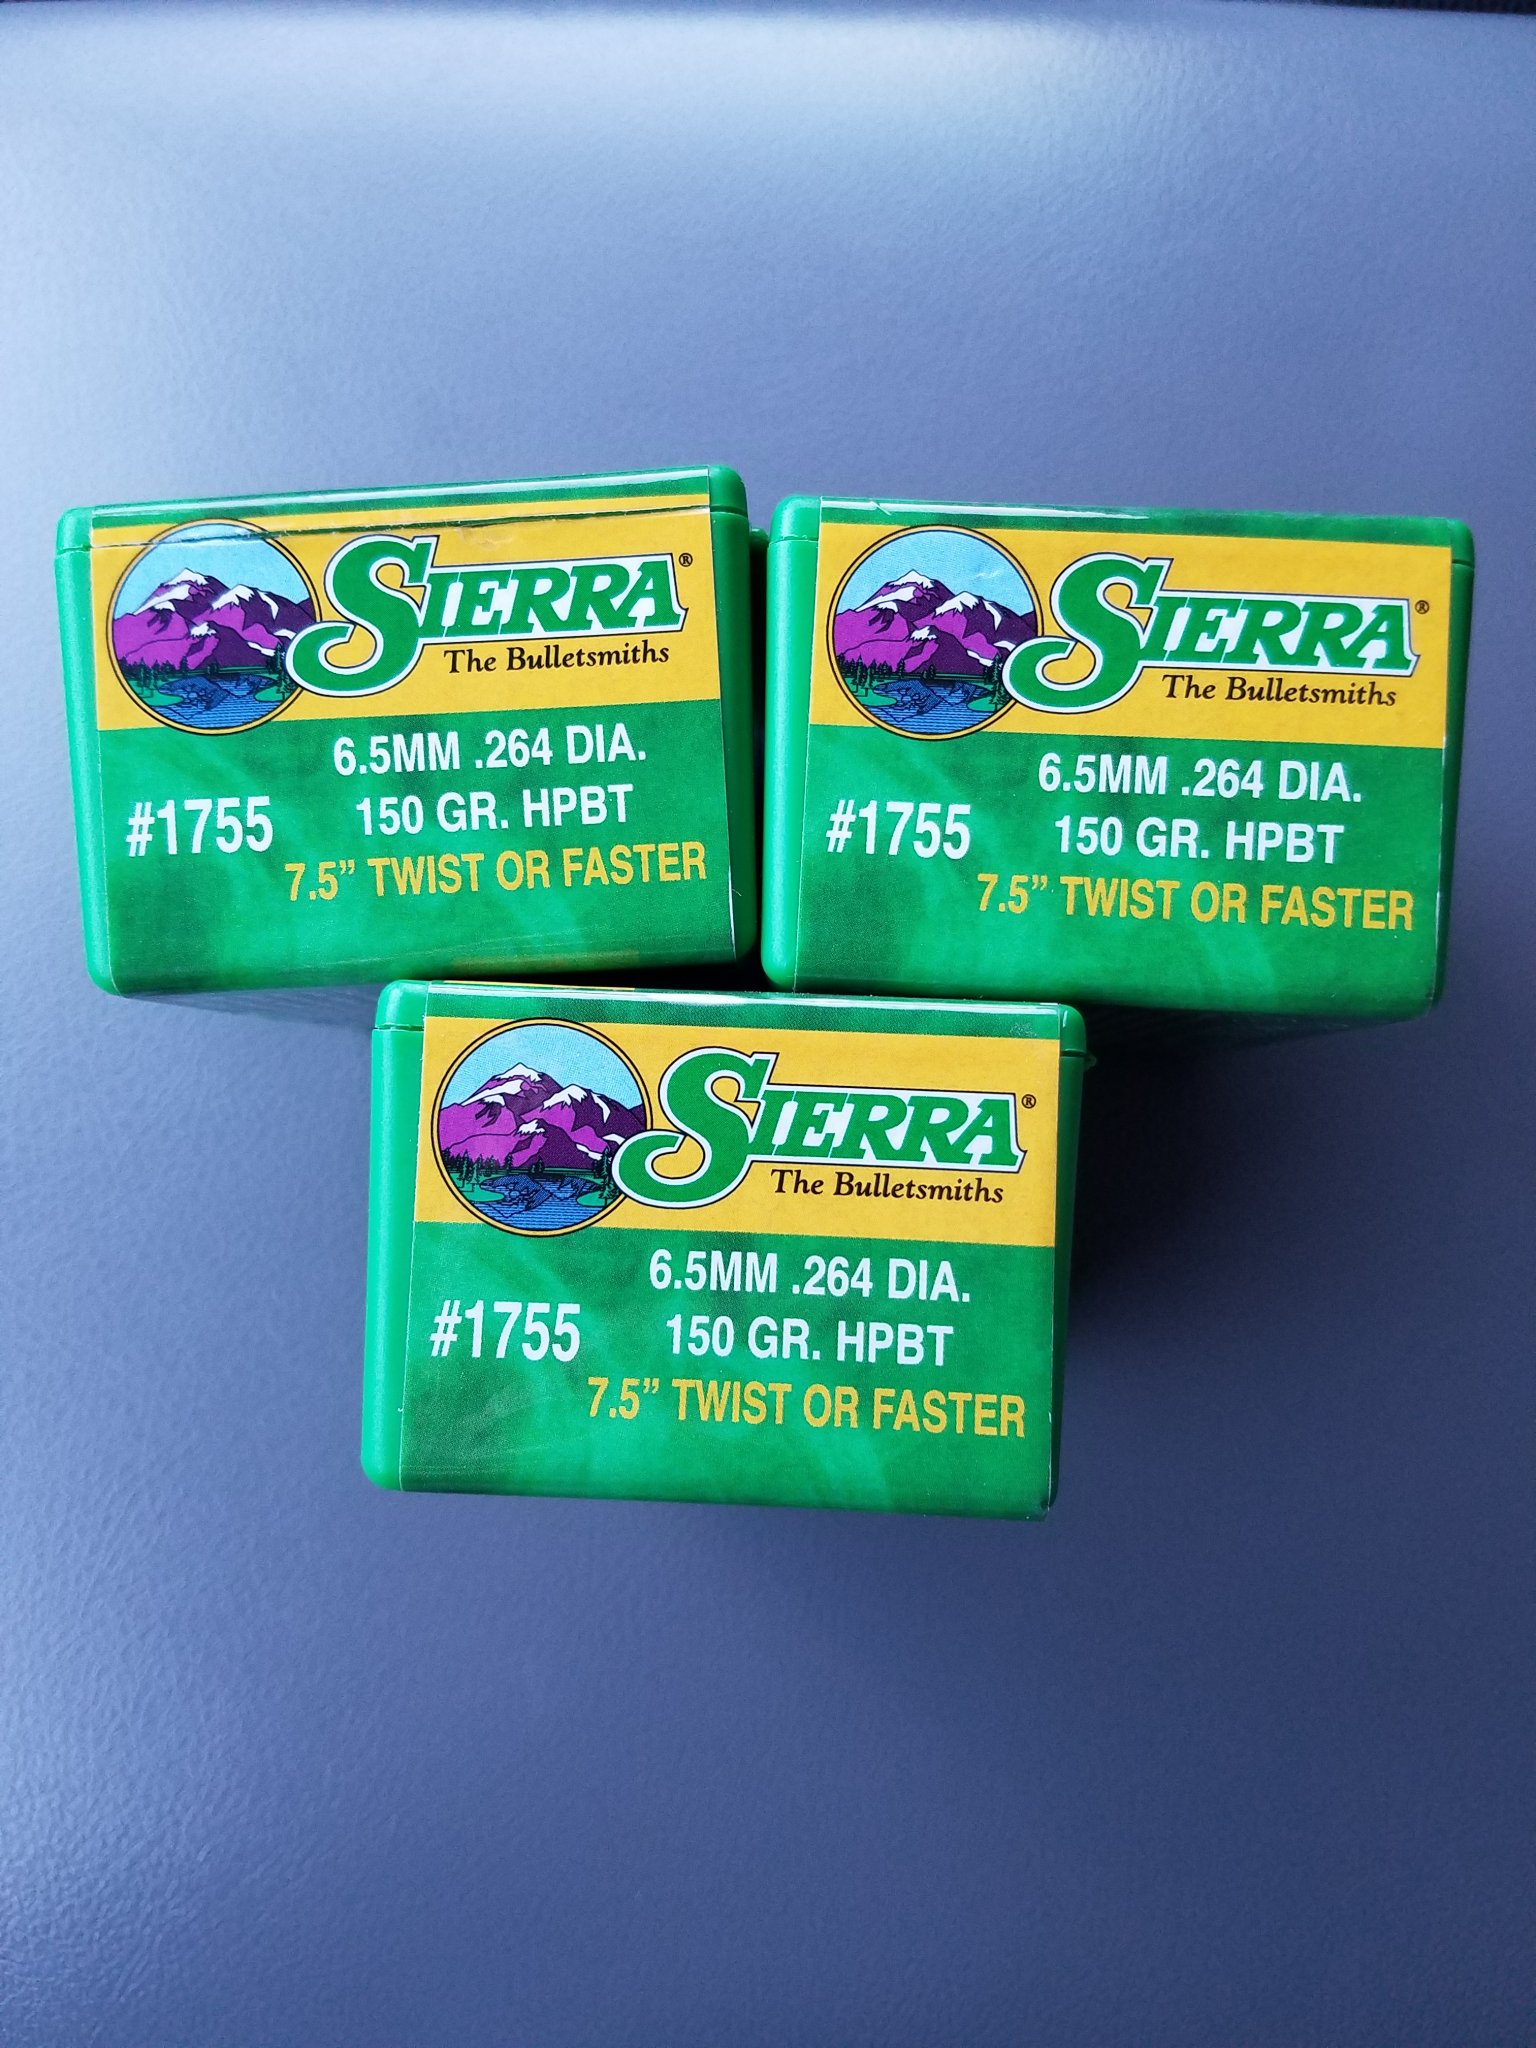 SIERRA®
The Bulletsmiths
6.5MM .264 DIA.
#1755
150 GR. HPBT
7.5” TWIST OR FASTER
SIERRA®
The Bulletsmiths
6.5MM .264 DIA.
#1755
150 GR. HPBT
7.5” TWIST OR FASTER
SIERRA®
The Bulletsmiths
6.5MM .264 DIA.
#1755
150 GR. HPBT
7.5” TWIST OR FASTER